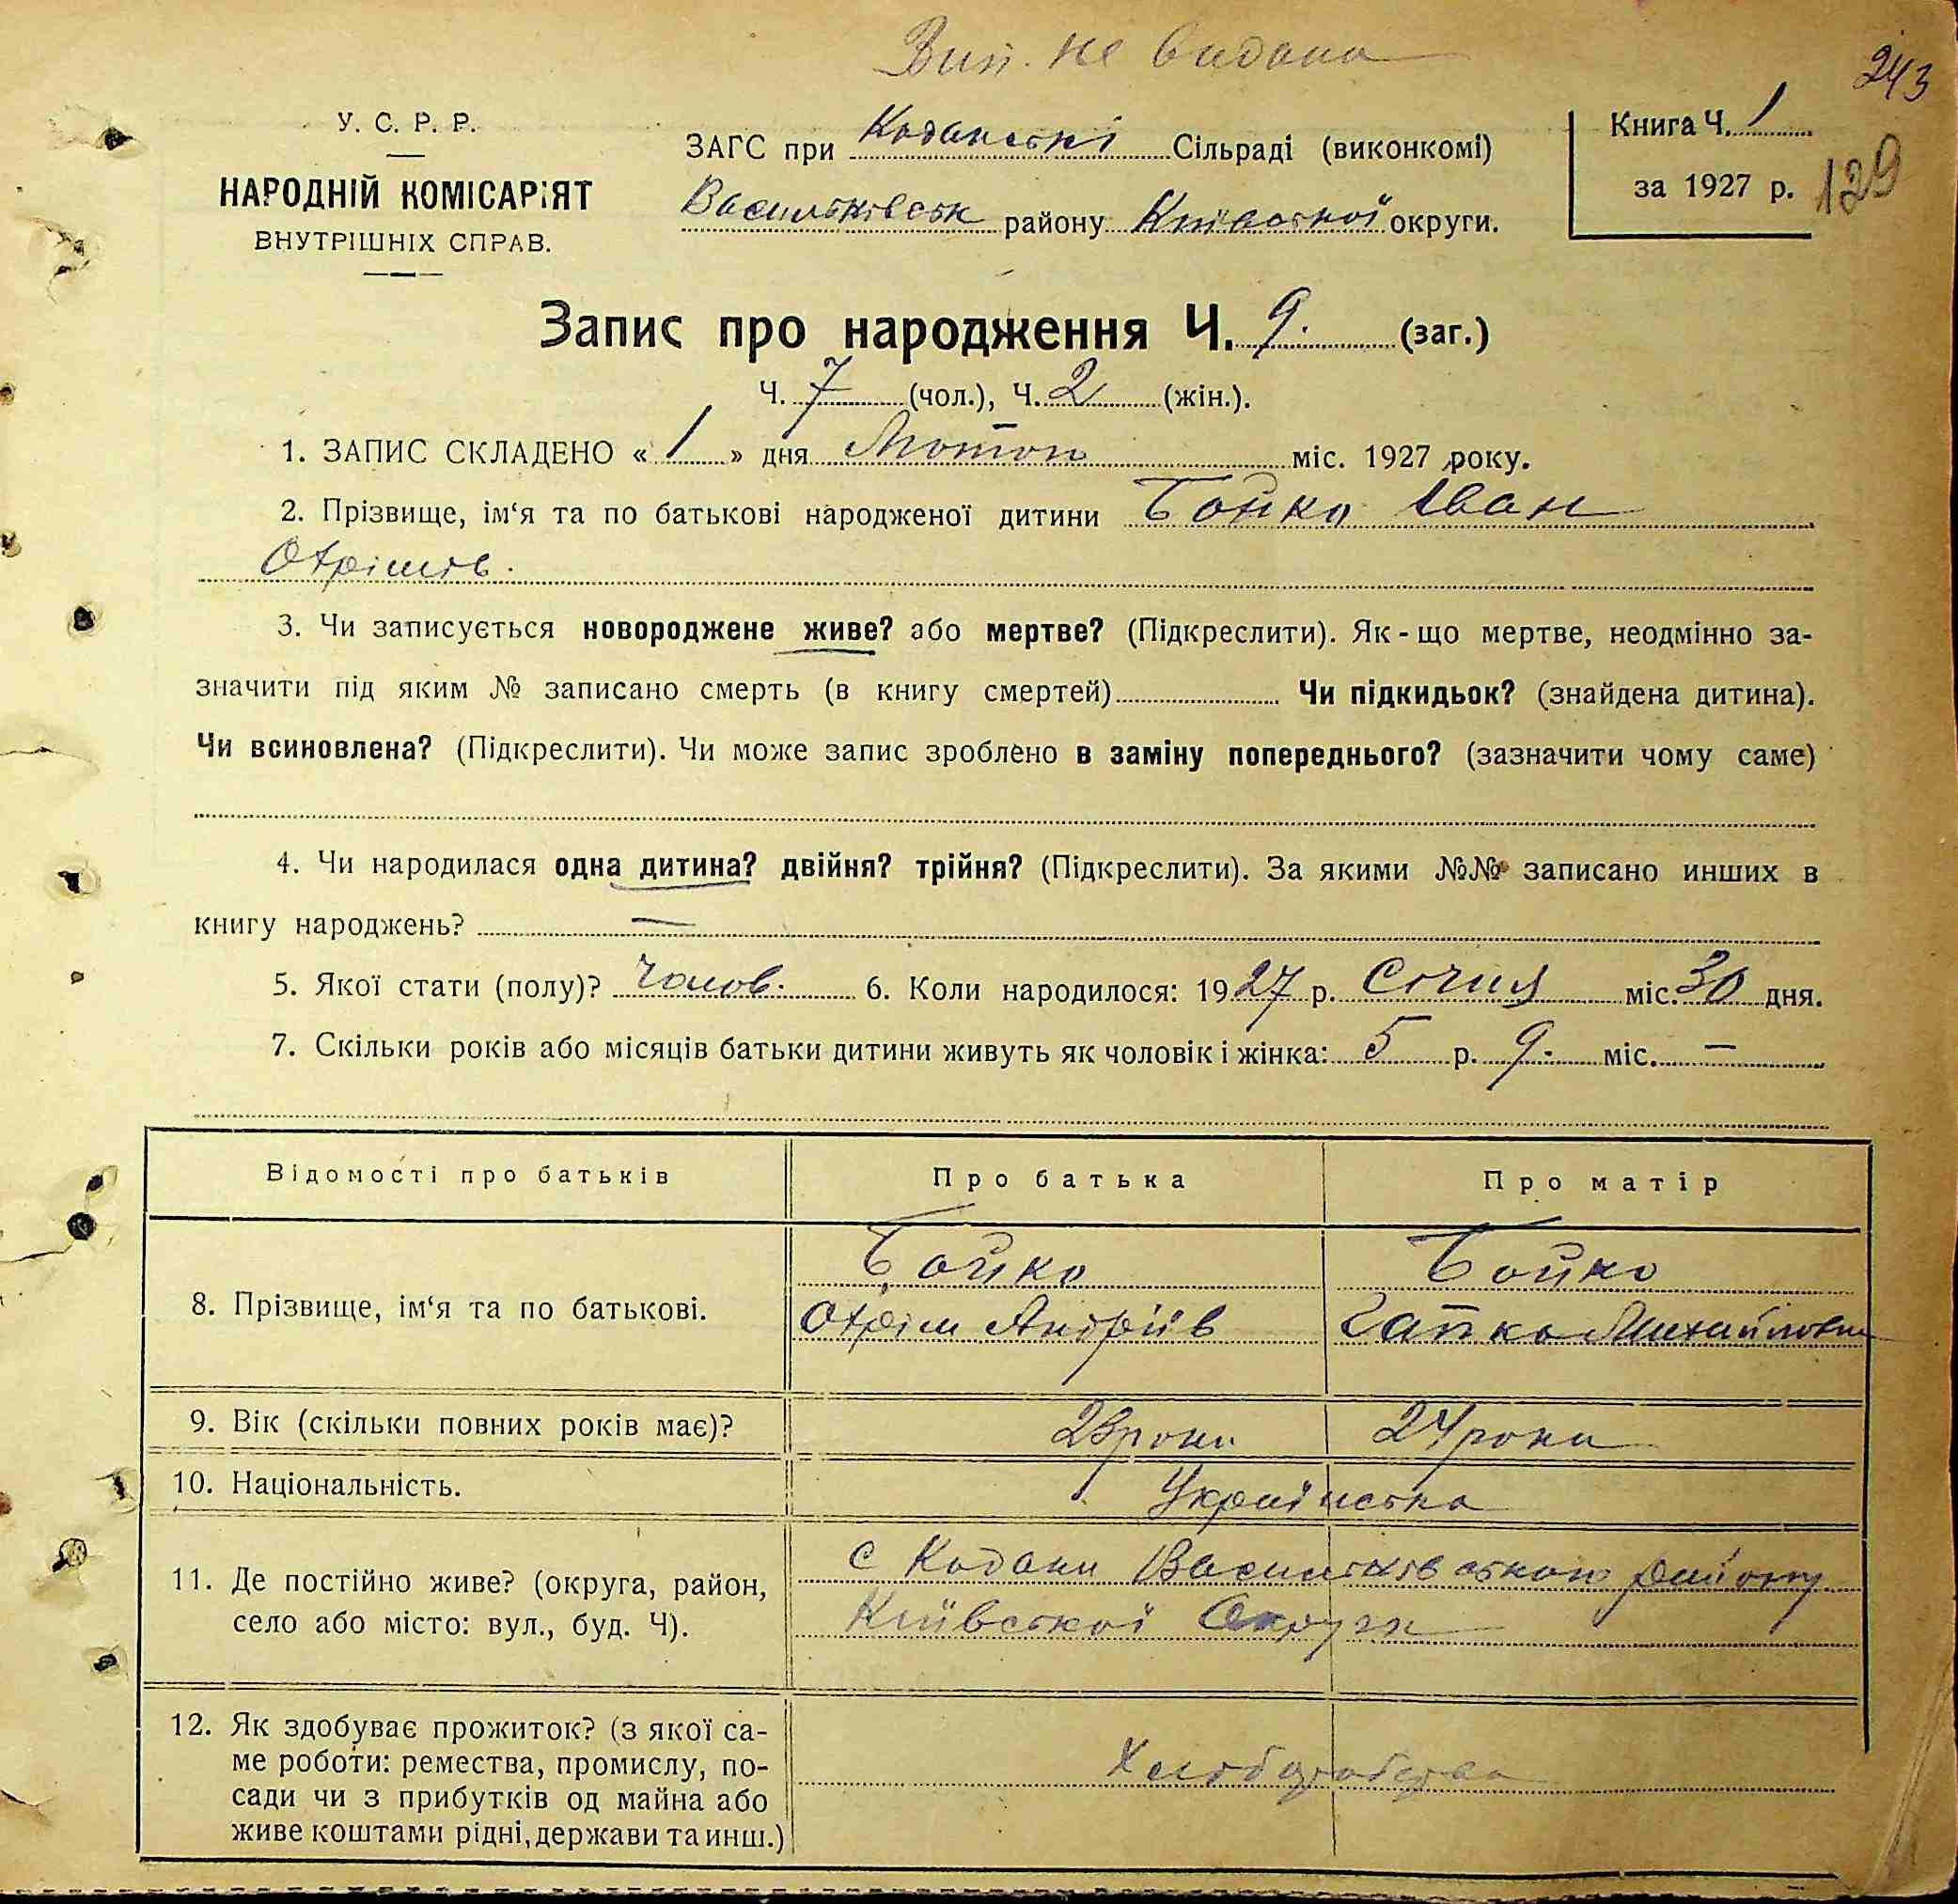 Вип. не видана
243
У. С. Р. Р.
НАРОДНІЙ КОМІСАРІЯТ
ВНУТРІШНІХ СПРАВ.
ЗАГС при Коданські Сільраді (виконкомі)
Васильківськ району Київської округи.
Книга Ч. 1
за 1927 р.
129
Запис про народження Ч. 9. (заг.)
Ч. 7 (чол.), Ч. 2 (жін.).
1. ЗАПИС СКЛАДЕНО « 1 » дня міс. 1927 року.
2. Прізвище, ім‘я та по батькові народженої дитини Бойко Іван
Охрімів.
3. Чи записується новороджене живе? або мертве? (Підкреслити). Як-що мертве, неодмінно за-
значити під яким № записано смерть (в книгу смертей) Чи підкидьок? (знайдена дитина).
Чи всиновлена? (Підкреслити). Чи може запис зроблено в заміну попереднього? (зазначити чому саме)
4. Чи народилася одна дитина? двійня? трійня? (Підкреслити). За якими №№ записано инших в
книгу народжень? —
5. Якої стати (полу)? чолов. 6. Коли народилося: 1927 р. Січня міс. 30 дня.
7. Скільки років або місяців батьки дитини живуть як чоловік і жінка: 5 р. 9. міс. —
Відомості про батьків Про батька Про матір
Бойко Бойко
8. Прізвище, ім‘я та по батькові. Охрім Андріїв Гапка Михайловна
9. Вік (скільки повних років має)? 23 роки 24 роки
10. Національність. Українська
с Кодаки Васильківського району
11. Де постійно живе? (округа, район,
село або місто: вул., буд. Ч). Київської Округи
12. Як здобуває прожиток? (з якої са-
ме роботи: ремества, промислу, по- Хліборобство
сади чи з прибутків од майна або
живе коштами рідні, держави та инш.)